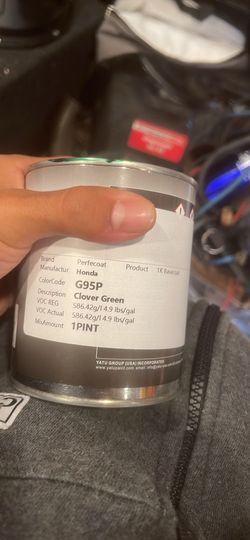 Brand Perfecoat Product 1K Basecoat
Manufactur Honda
ColorCode G95P
Description Clover Green
VOC REG 586.42g/l 4.9 lbs/gal
VOC Actual 586.42g/l 4.9 lbs/gal
MixAmount 1PINT
YATU GROUP (USA) INCORPORATION